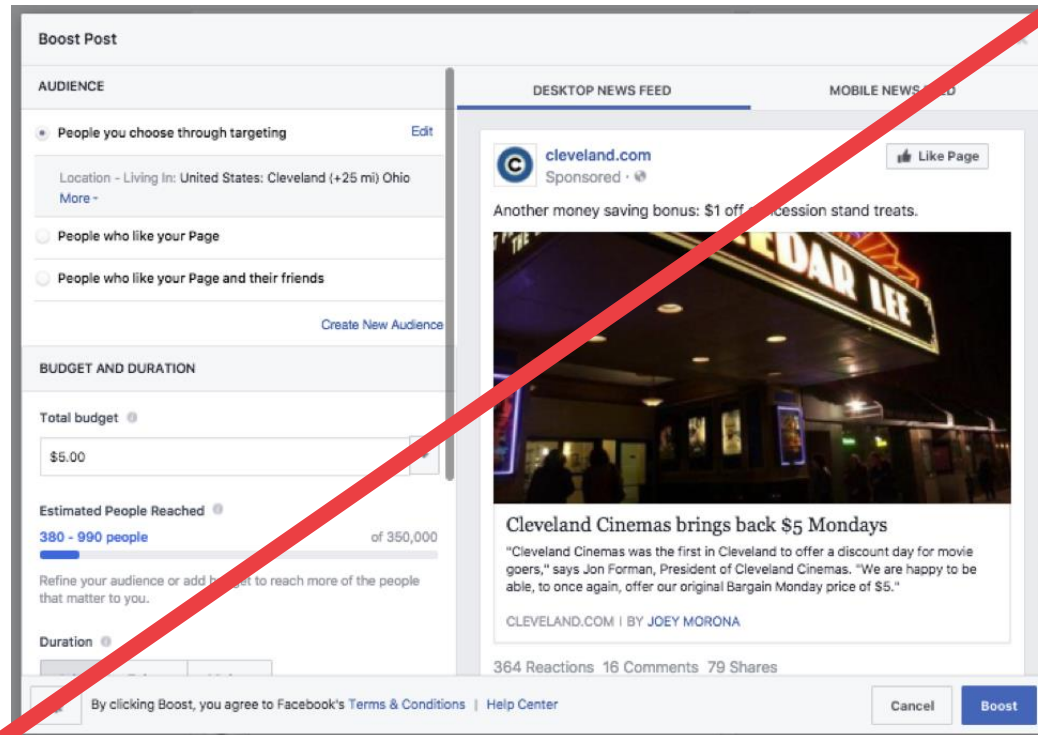 Boost Post
AUDIENCE
People you choose through targeting
Edit
Location - Living In: United States: Cleveland (+25 mi) Ohio
More -
People who like your Page
People who like your Page and their friends
Create New Audience
BUDGET AND DURATION
Total budget
$5.00
Estimated People Reached
380 - 990 people
of 350,000
Refine your audience or add to reach more of the people
that matter to you.
Duration
DESKTOP NEWS FEED
MOBILE
cleveland.com
Like Page
Sponsored ·
Another money saving bonus: $1 off stand treats.
DAR LEE
Cleveland Cinemas brings back $5 Mondays
"Cleveland Cinemas was the first in Cleveland to offer a discount day for movie
goers," says Jon Forman, President of Cleveland Cinemas. "We are happy to be
able, to once again, offer our original Bargain Monday price of $5."
CLEVELAND.COM | BY JOEY MORONA
364 Reactions 16 Comments 79 Shares
By clicking Boost, you agree to Facebook's Terms & Conditions | Help Center
Cancel
Boost